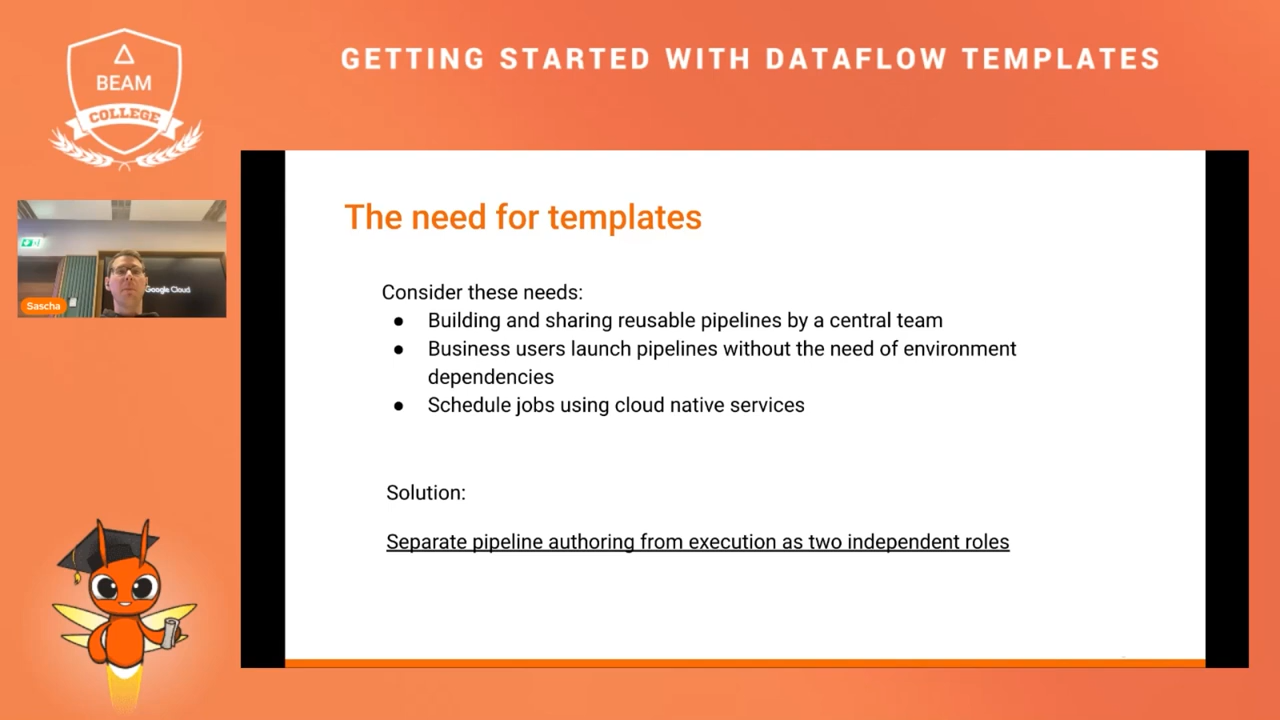 GETTING STARTED WITH DATAFLOW TEMPLATES
BEAM
COLLEGE
The need for templates
Google Cloud
Sascha
Consider these needs:
● Building and sharing reusable pipelines by a central team
● Business users launch pipelines without the need of environment
dependencies
● Schedule jobs using cloud native services
Solution:
Separate pipeline authoring from execution as two independent roles